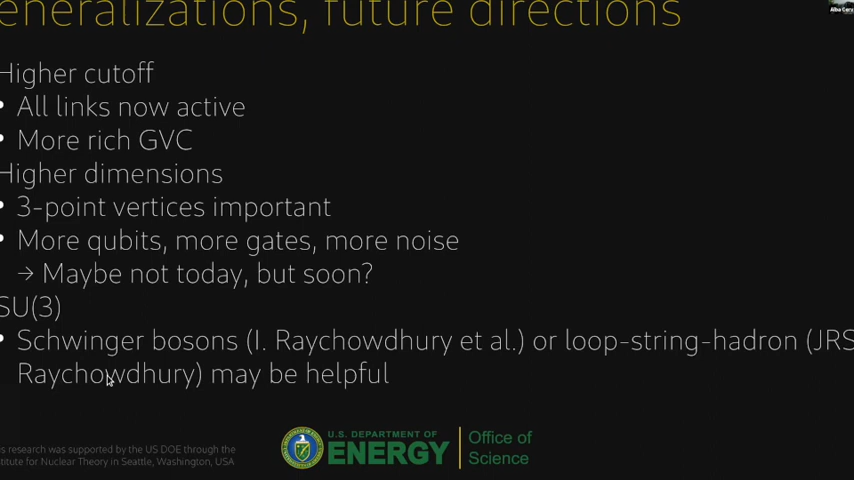 eneralizations, future directions
Higher cutoff
• All links now active
• More rich GVC
Higher dimensions
• 3-point vertices important
• More qubits, more gates, more noise
→ Maybe not today, but soon?
SU(3)
• Schwinger bosons (I. Raychowdhury et al.) or loop-string-hadron (JRS
Raychowdhury) may be helpful
s research was supported by the US DOE through the
titute for Nuclear Theory in Seattle, Washington, USA
U.S. DEPARTMENT OF
ENERGY
Office of
Science